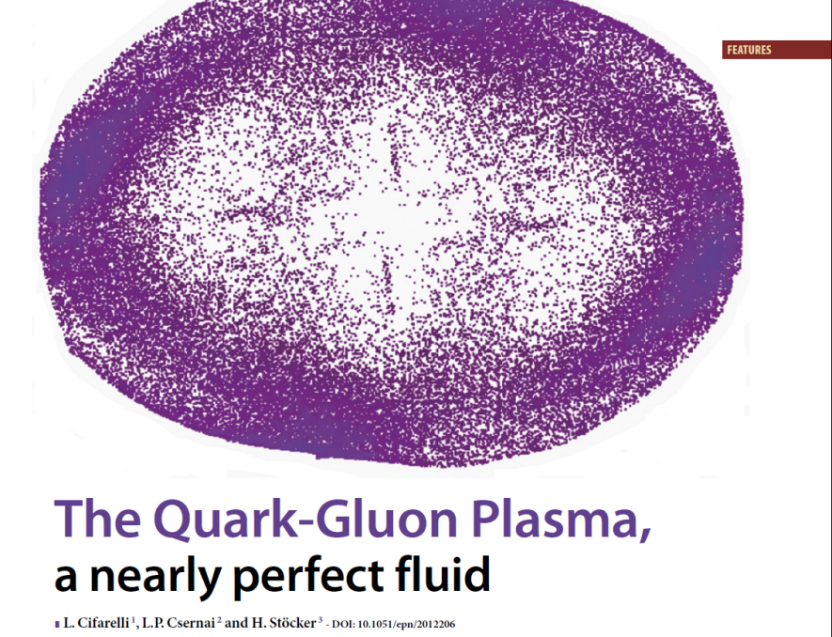 FEATURES
The Quark-Gluon Plasma,
a nearly perfect fluid
L. Cifarelli ¹, L.P. Csernai ² and H. Stöcker ³ - DOI: 10.1051/epn/2012206